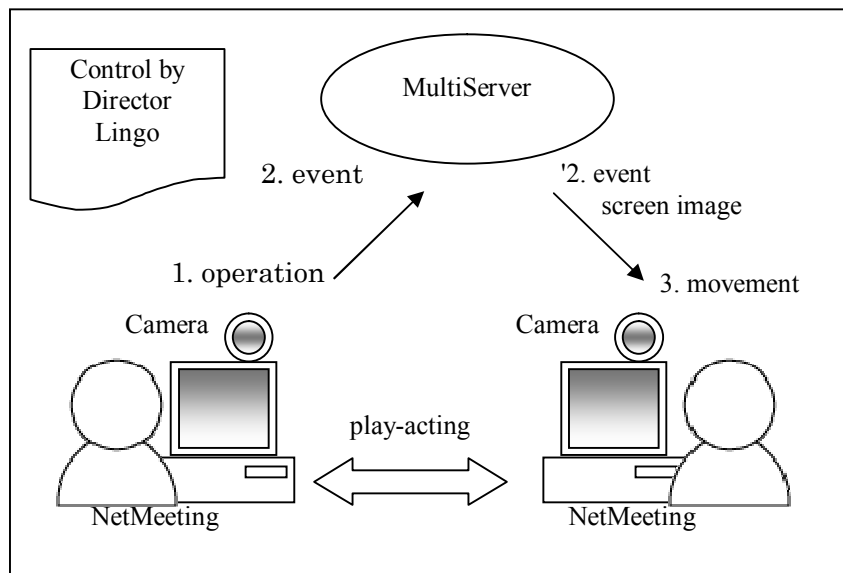 Control by
Director
Lingo
MultiServer
2. event
'2. event
screen image
1. operation
3. movement
Camera
Camera
play-acting
NetMeeting
NetMeeting